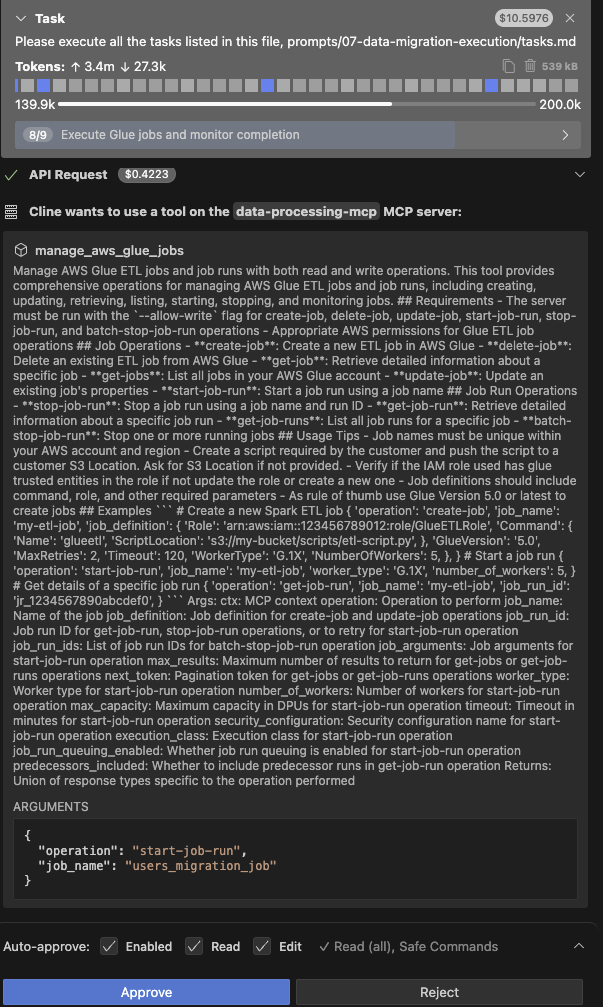 Task
$10.5976
Please execute all the tasks listed in this file, prompts/07-data-migration-execution/tasks.md
Tokens: ↑ 3.4m ↓ 27.3k
539 kB
139.9k
200.0k
8/9 Execute Glue jobs and monitor completion
API Request $0.4223
Cline wants to use a tool on the data-processing-mcp MCP server:
manage_aws_glue_jobs
Manage AWS Glue ETL jobs and job runs with both read and write operations. This tool provides
comprehensive operations for managing AWS Glue ETL jobs and job runs, including creating,
updating, retrieving, listing, starting, stopping, and monitoring jobs. ## Requirements - The server
must be run with the `--allow-write` flag for create-job, delete-job, update-job, start-job-run, stop-
job-run, and batch-stop-job-run operations - Appropriate AWS permissions for Glue ETL job
operations ## Job Operations - **create-job**: Create a new ETL job in AWS Glue - **delete-job**:
Delete an existing ETL job from AWS Glue - **get-job**: Retrieve detailed information about a
specific job - **get-jobs**: List all jobs in your AWS Glue account - **update-job**: Update an
existing job's properties - **start-job-run**: Start a job run using a job name ## Job Run Operations
- **stop-job-run**: Stop a job run using a job name and run ID - **get-job-run**: Retrieve detailed
information about a specific job run - **get-job-runs**: List all job runs for a specific job - **batch-
stop-job-run**: Stop one or more running jobs ## Usage Tips - Job names must be unique within
your AWS account and region - Create a script required by the customer and push the script to a
customer S3 Location. Ask for S3 Location if not provided. - Verify if the IAM role used has glue
trusted entities in the role if not update the role or create a new one - Job definitions should include
command, role, and other required parameters - As rule of thumb use Glue Version 5.0 or latest to
create jobs ## Examples ``` # Create a new Spark ETL job { 'operation': 'create-job', 'job_name':
'my-etl-job', 'job_definition': { 'Role': 'arn:aws:iam::123456789012:role/GlueETLRole', 'Command': {
'Name': 'glueetl', 'ScriptLocation': 's3://my-bucket/scripts/etl-script.py', }, 'GlueVersion': '5.0',
'MaxRetries': 2, 'Timeout': 120, 'WorkerType': 'G.1X', 'NumberOfWorkers': 5, }, } # Start a job run {
'operation': 'start-job-run', 'job_name': 'my-etl-job', 'worker_type': 'G.1X', 'number_of_workers': 5, }
# Get details of a specific job run { 'operation': 'get-job-run', 'job_name': 'my-etl-job', 'job_run_id':
'jr_1234567890abcdef0', } ``` Args: ctx: MCP context operation: Operation to perform job_name:
Name of the job job_definition: Job definition for create-job and update-job operations job_run_id:
Job run ID for get-job-run, stop-job-run operations, or to retry for start-job-run operation
job_run_ids: List of job run IDs for batch-stop-job-run operation job_arguments: Job arguments for
start-job-run operation max_results: Maximum number of results to return for get-jobs or get-job-
runs operations next_token: Pagination token for get-jobs or get-job-runs operations worker_type:
Worker type for start-job-run operation number_of_workers: Number of workers for start-job-run
operation max_capacity: Maximum capacity in DPUs for start-job-run operation timeout: Timeout
in minutes for start-job-run operation security_configuration: Security configuration name for start-
job-run operation execution_class: Execution class for start-job-run operation
job_run_queuing_enabled: Whether job run queuing is enabled for start-job-run operation
predecessors_included: Whether to include predecessor runs in get-job-run operation Returns:
Union of response types specific to the operation performed
ARGUMENTS
{
"operation": "start-job-run",
"job_name": "users_migration_job"
}
Auto-approve: Enabled Read Edit ✓ Read (all), Safe Commands
Approve
Reject